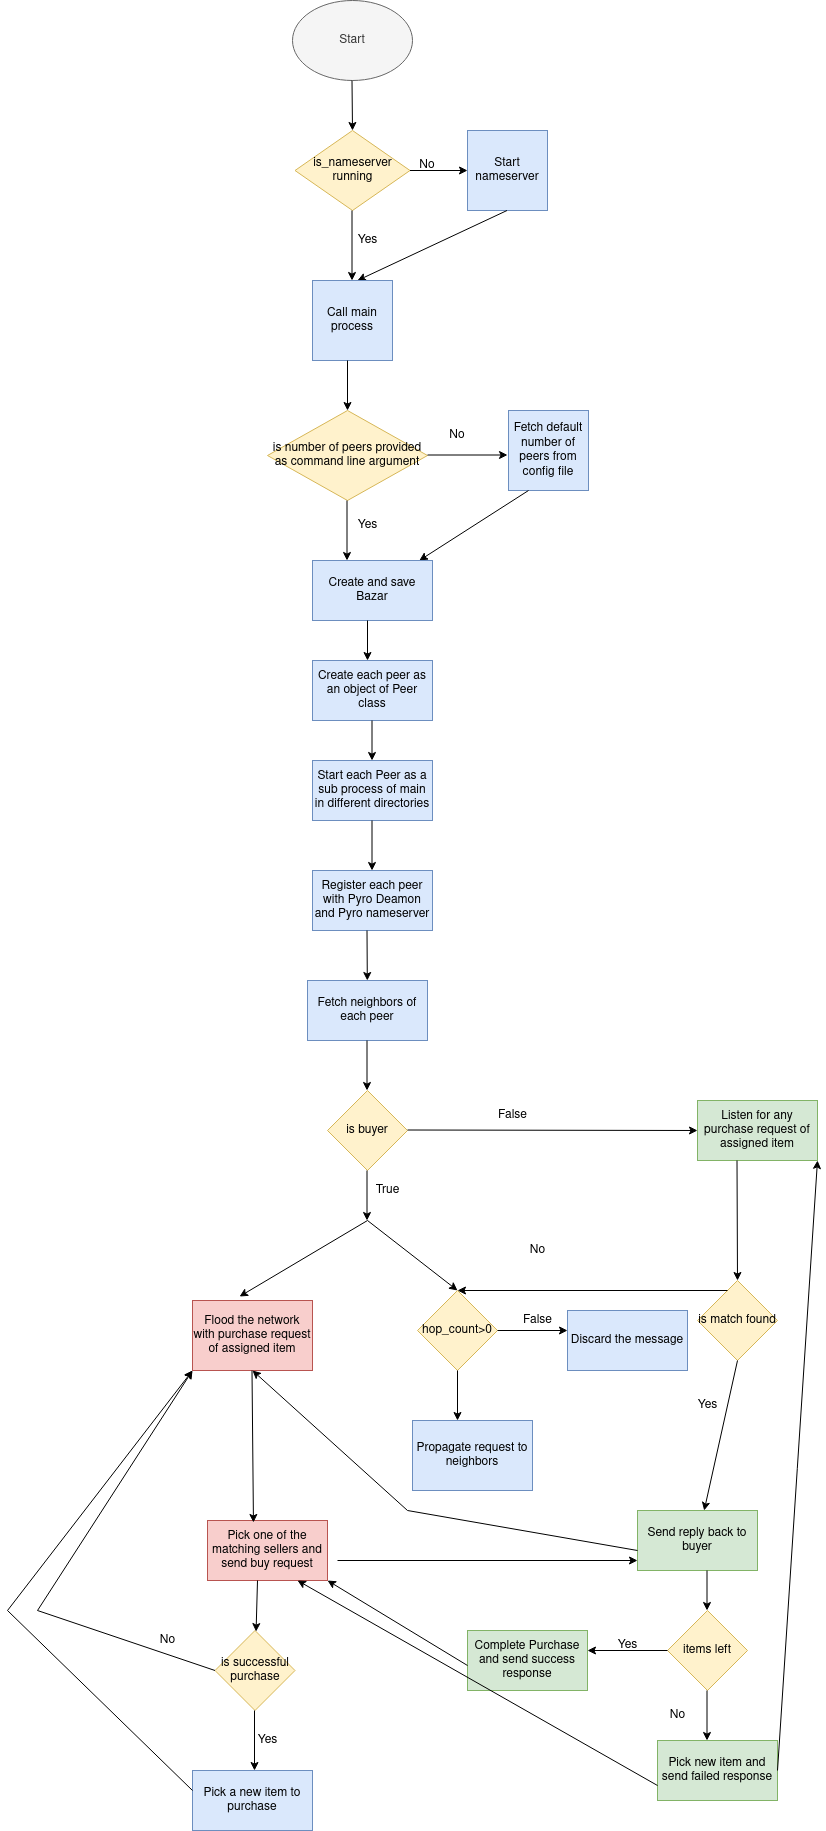 Start
is_nameserver
running
No
Start
nameserver
Yes
Call main
process
is number of peers provided
as command line argument
No
Fetch default
number of
peers from
config file
Yes
Create and save
Bazar
Create each peer as
an object of Peer
class
Start each Peer as a
sub process of main
in different directories
Register each peer
with Pyro Deamon
and Pyro nameserver
Fetch neighbors of
each peer
is buyer
False
Listen for any
purchase request of
assigned item
True
No
Flood the network
with purchase request
of assigned item
hop_count>0
False
Discard the message
is match found
Yes
Propagate request to
neighbors
Pick one of the
matching sellers and
send buy request
Send reply back to
buyer
No
is successful
purchase
Complete Purchase
and send success
response
Yes
items left
No
Yes
Pick new item and
send failed response
Pick a new item to
purchase